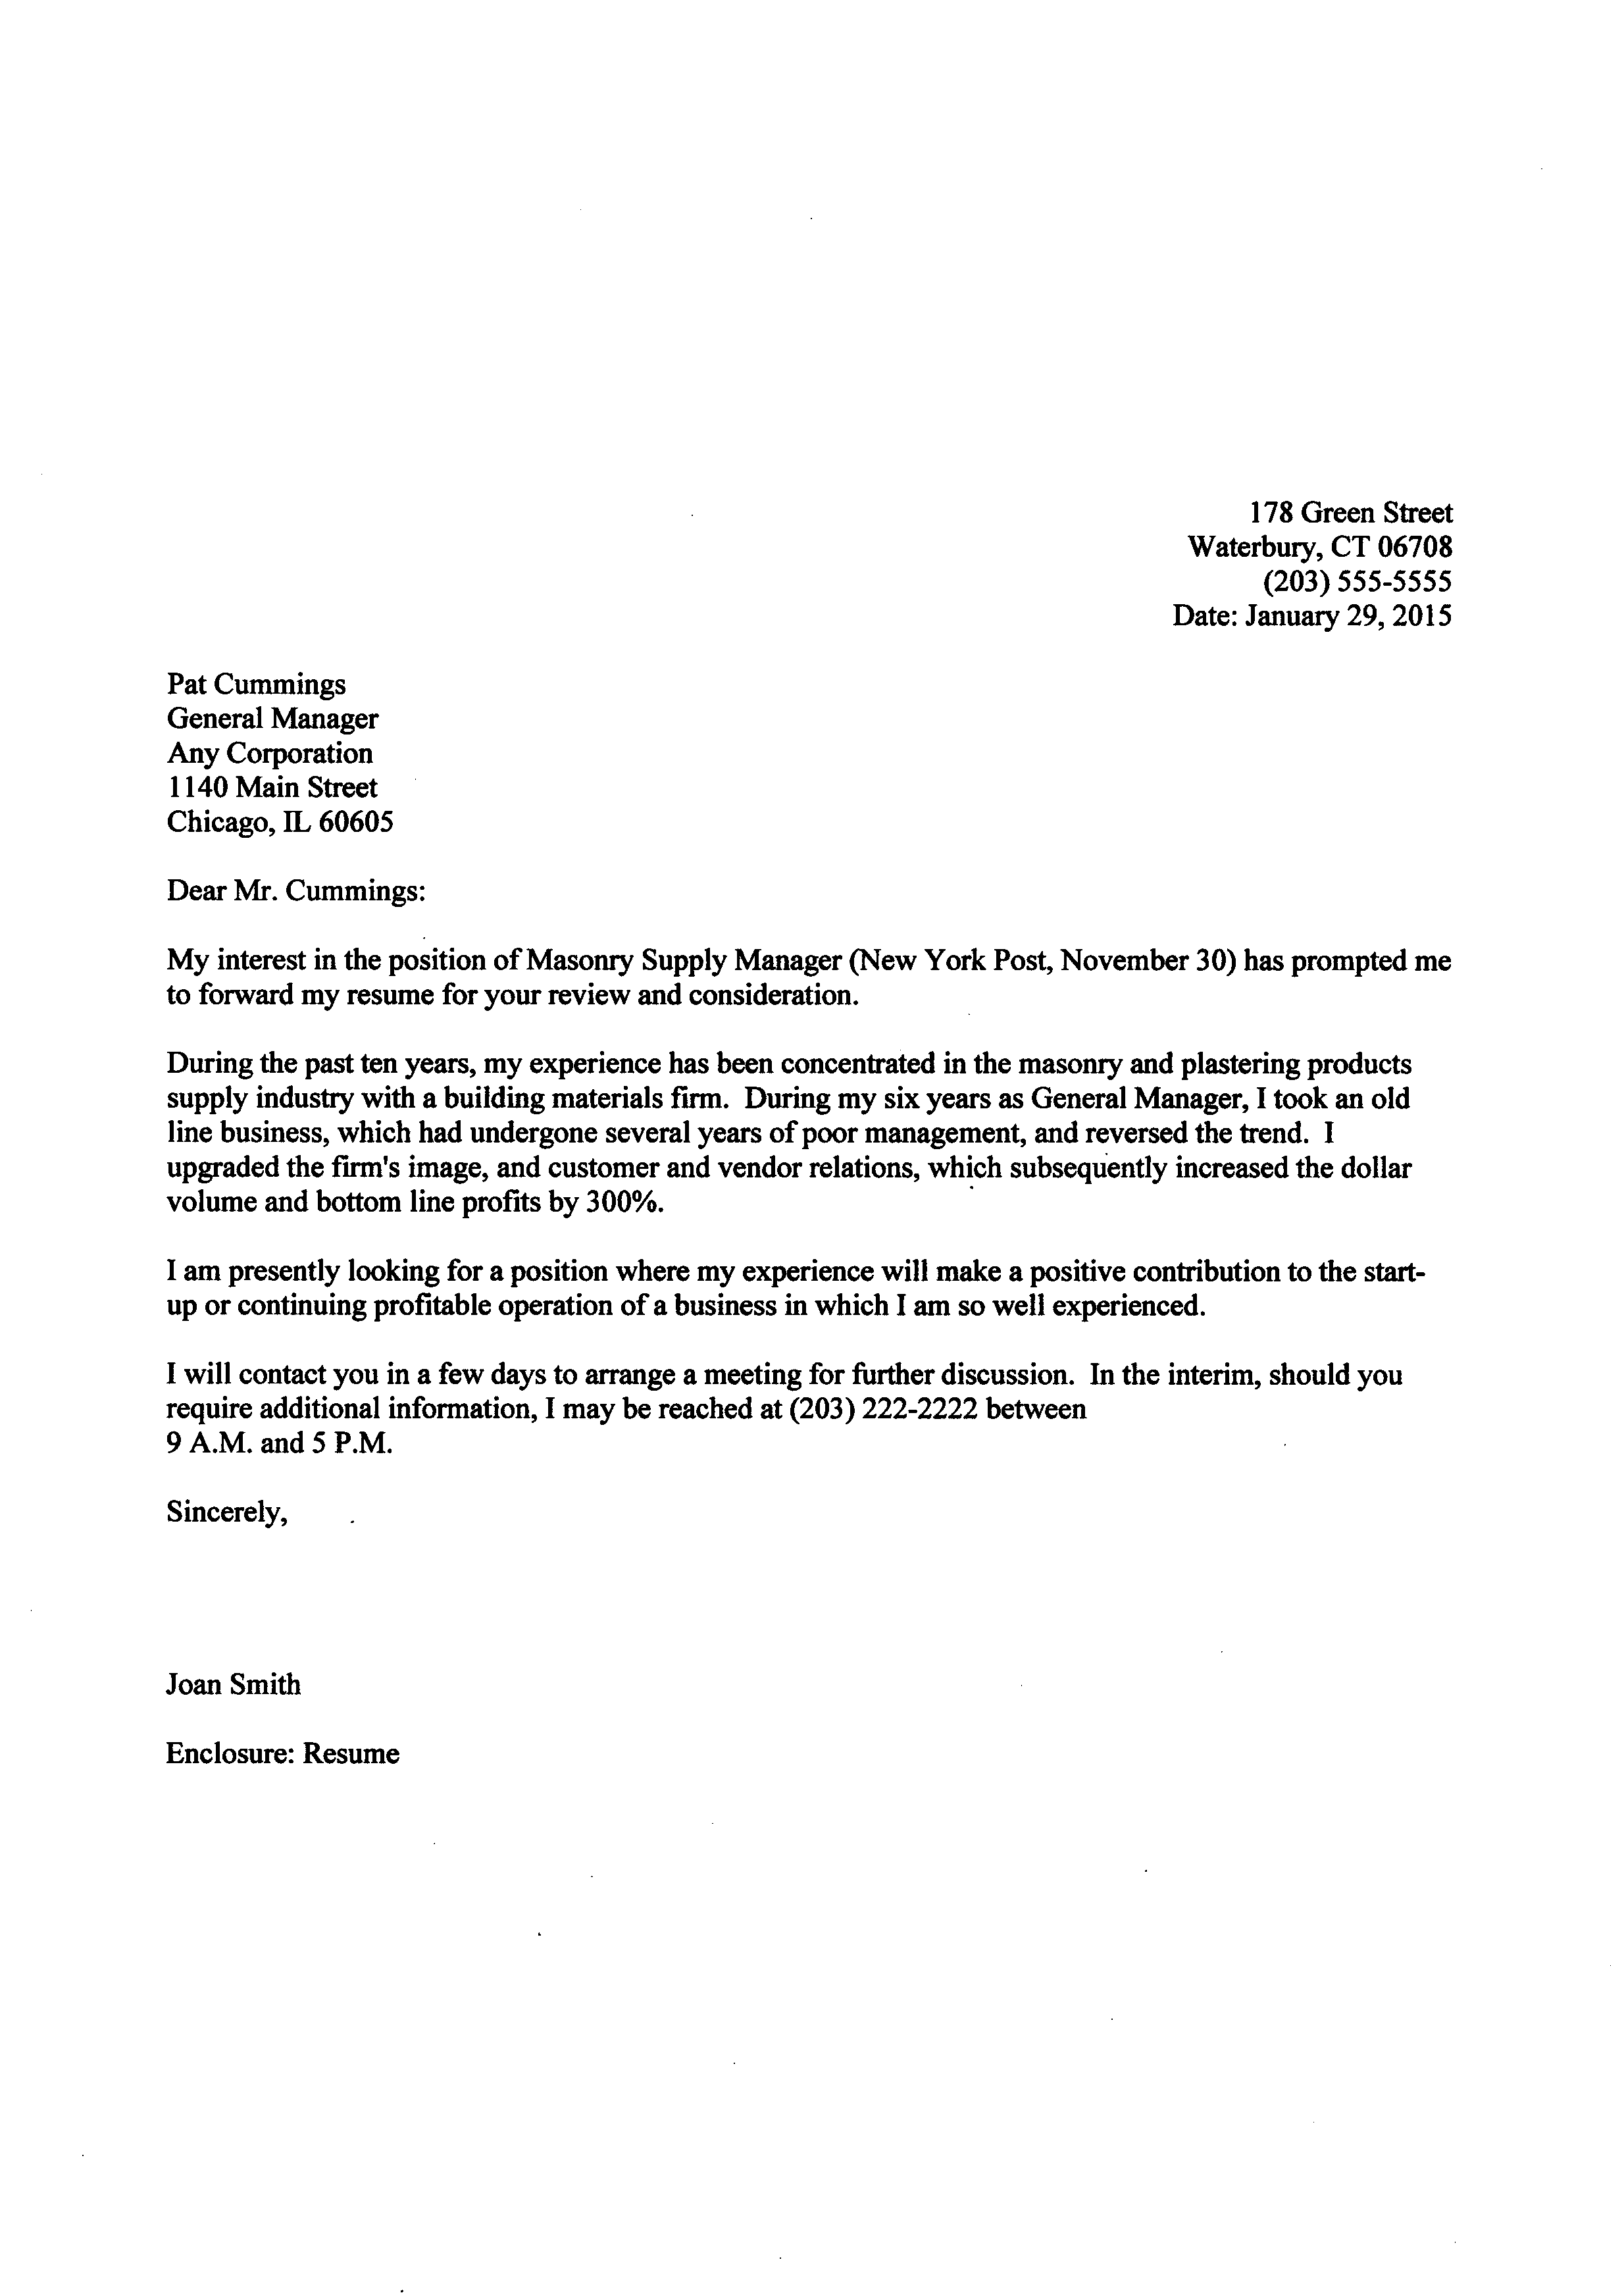 178 Green Street
Waterbury, CT 06708
(203) 555-5555
Date: January 29, 2015
Pat Cummings
General Manager
Any Corporation
1140 Main Street
Chicago, IL 60605
Dear Mr. Cummings:
My interest in the position of Masonry Supply Manager (New York Post, November 30) has prompted me
to forward my resume for your review and consideration.
During the past ten years, my experience has been concentrated in the masonry and plastering products
supply industry with a building materials firm.  During my six years as General Manager, I took an old
line business, which had undergone several years of poor management, and reversed the trend.  I
upgraded the firm's image, and customer and vendor relations, which subsequently increased the dollar
volume and bottom line profits by 300%.
I am presently looking for a position where my experience will make a positive contribution to the start-
up or continuing profitable operation of a business in which I am so well experienced.
I will contact you in a few days to arrange a meeting for further discussion.  In the interim, should you
require additional information, I may be reached at (203) 222-2222 between
9 A.M. and 5 P.M.
Sincerely,
Joan Smith
Enclosure: Resume